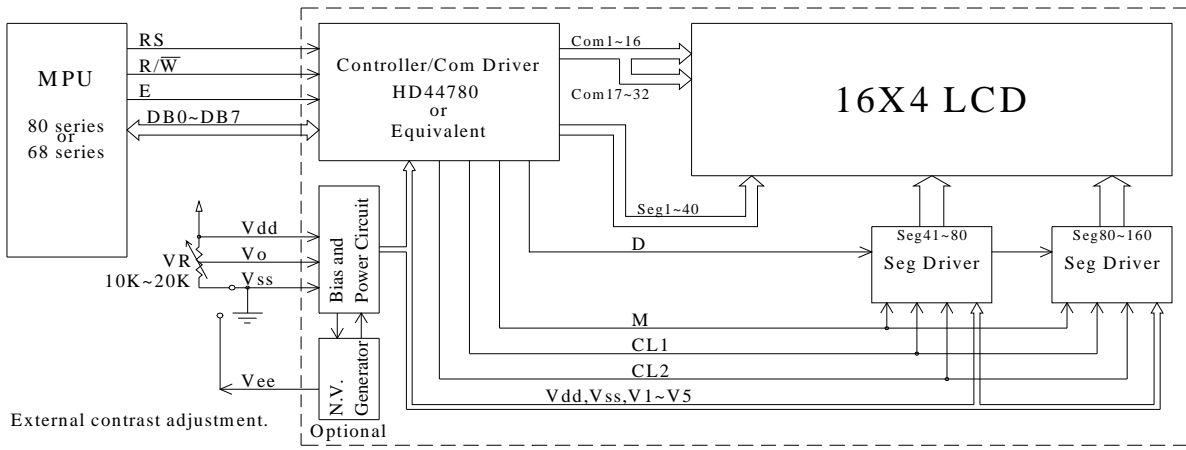 MPU
80 series
or
68 series
RS
R/W̅
E
DB0~DB7
Controller/Com Driver
HD44780
or
Equivalent
Com1~16
Com17~32
16X4 LCD
Seg1~40
D
Seg41~80
Seg Driver
Seg80~160
Seg Driver
Vdd
Vo
Vss
VR
10K~20K
Bias and
Power Circuit
M
CL1
CL2
Vdd,Vss,V1~V5
Vee
N.V.
Generator
Optional
External contrast adjustment.